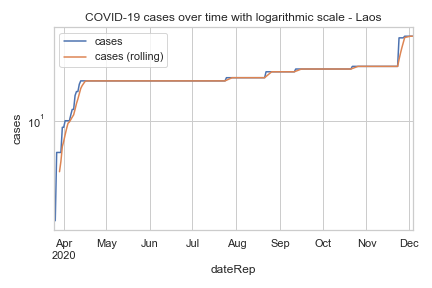 COVID-19 cases over time with logarithmic scale - Laos
cases
cases (rolling)
10¹
cases
Apr May Jun Jul Aug Sep Oct Nov Dec
2020
dateRep